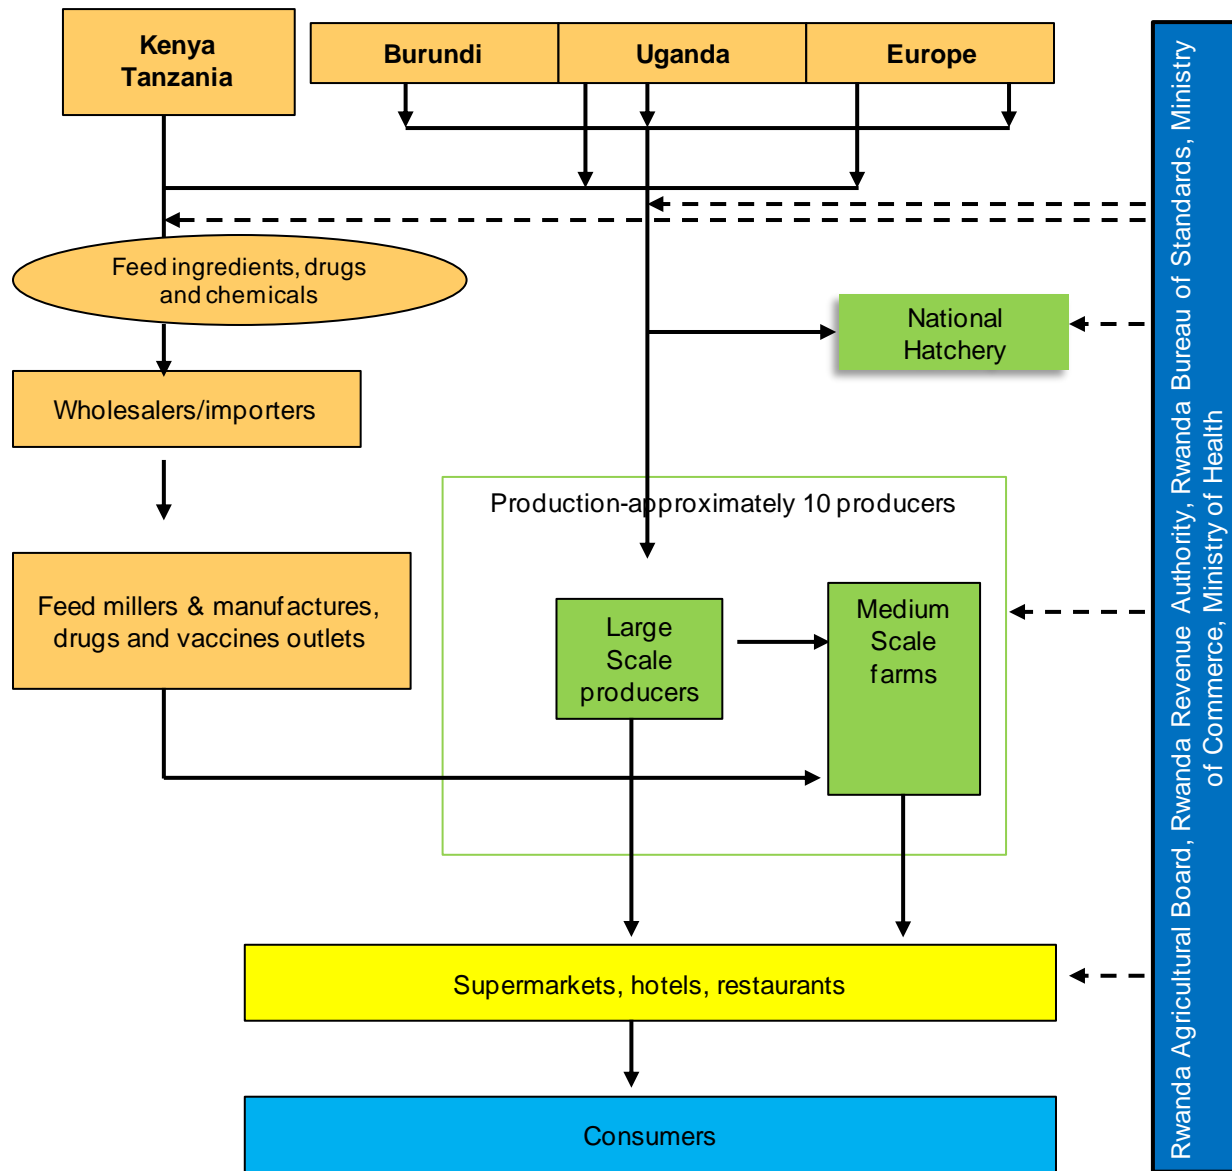 Kenya
Tanzania
Burundi
Uganda
Europe
Feed ingredients, drugs
and chemicals
National
Hatchery
Wholesalers/importers
Production-approximately 10 producers
Feed millers & manufactures,
drugs and vaccines outlets
Large
Scale
producers
Medium
Scale
farms
Supermarkets, hotels, restaurants
Consumers
Rwanda Agricultural Board, Rwanda Revenue Authority, Rwanda Bureau of Standards, Ministry
of Commerce, Ministry of Health